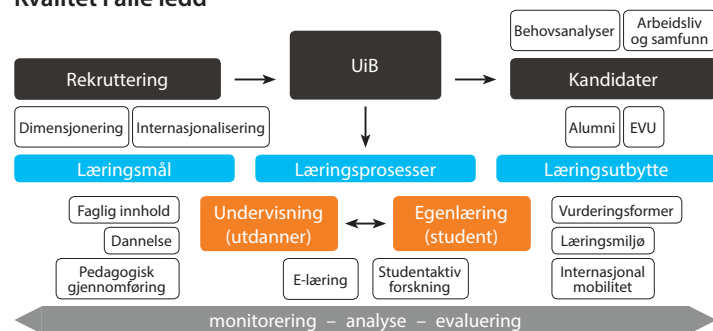 Kvalitet i alle ledd
Behovsanalyser
Arbeidsliv
og samfunn
Rekruttering
UiB
Kandidater
Dimensjonering
Internasjonalisering
Alumni
EVU
Læringsmål
Læringsprosesser
Læringsutbytte
Faglig innhold
Dannelse
Pedagogisk
gjennomføring
Undervisning
(utdanner)
Egenlæring
(student)
E-læring
Studentaktiv
forskning
Vurderingsformer
Læringsmiljø
Internasjonal
mobilitet
monitorering – analyse – evaluering